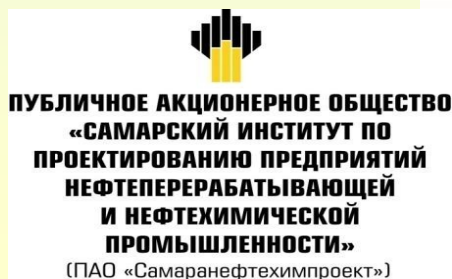 ПУБЛИЧНОЕ АКЦИОНЕРНОЕ ОБЩЕСТВО
«САМАРСКИЙ ИНСТИТУТ ПО
ПРОЕКТИРОВАНИЮ ПРЕДПРИЯТИЙ
НЕФТЕПЕРЕРАБАТЫВАЮЩЕЙ
И НЕФТЕХИМИЧЕСКОЙ
ПРОМЫШЛЕННОСТИ»
(ПАО «Самаранефтехимпроект»)